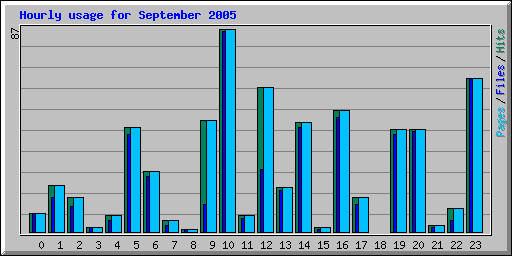 Hourly usage for September 2005
87
Pages / Files / Hits
0 1 2 3 4 5 6 7 8 9 10 11 12 13 14 15 16 17 18 19 20 21 22 23